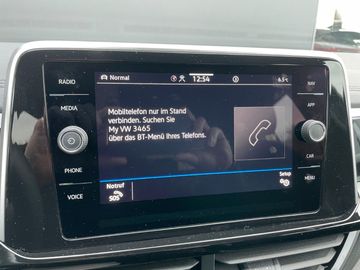 RADIO
MEDIA
PHONE
VOICE
Normal
12:54
6.5°C
Mobiltelefon nur im Stand
verbinden. Suchen Sie
My VW 3465
über das BT-Menü Ihres Telefons.
Notruf
SOS
Setup
NAV
APP
CAR
MENU